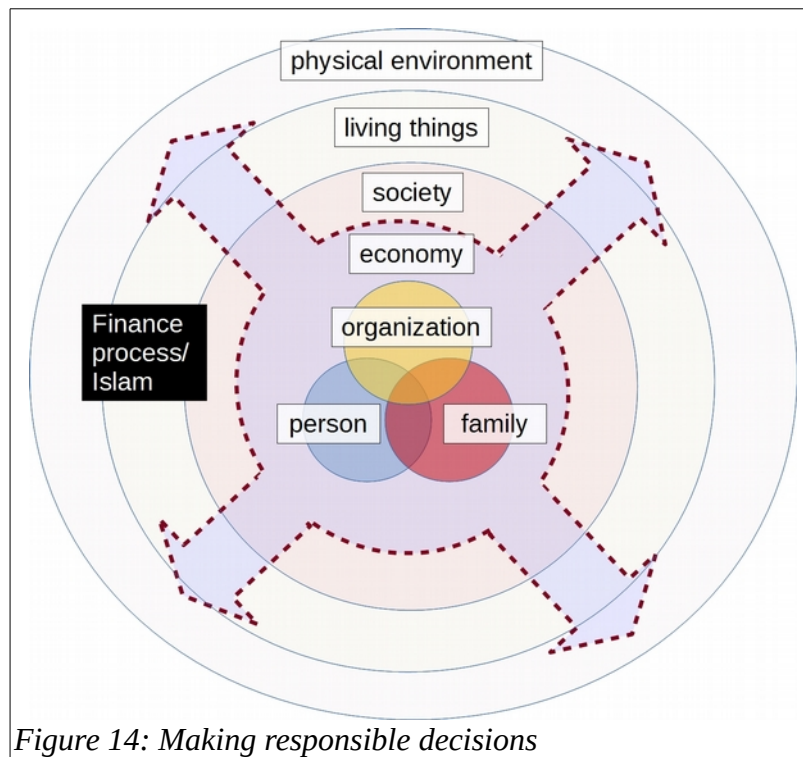 physical environment
living things
society
economy
organization
Finance
process/
Islam
person
family
Figure 14: Making responsible decisions